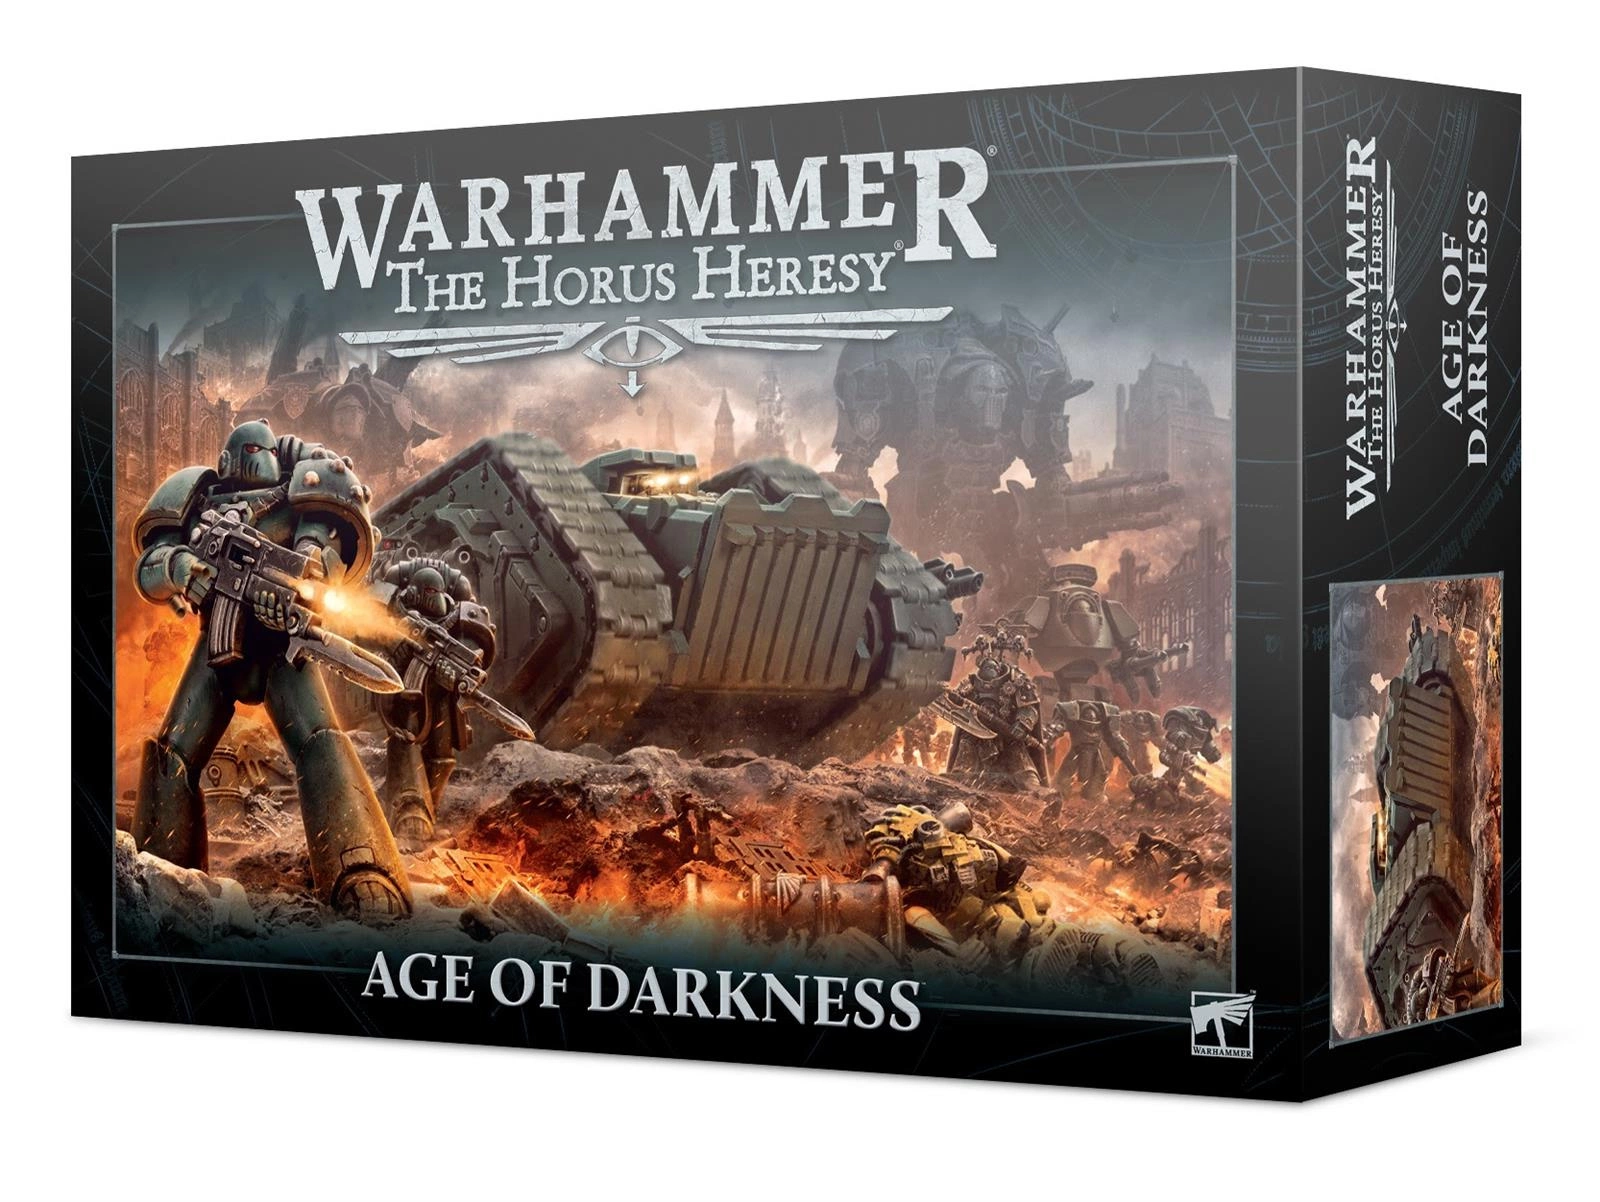 WARHAMMER®
THE HORUS HERESY®
AGE OF DARKNESS
WARHAMMER
WARHAMMER
THE HORUS HERESY
AGE OF
DARKNESS